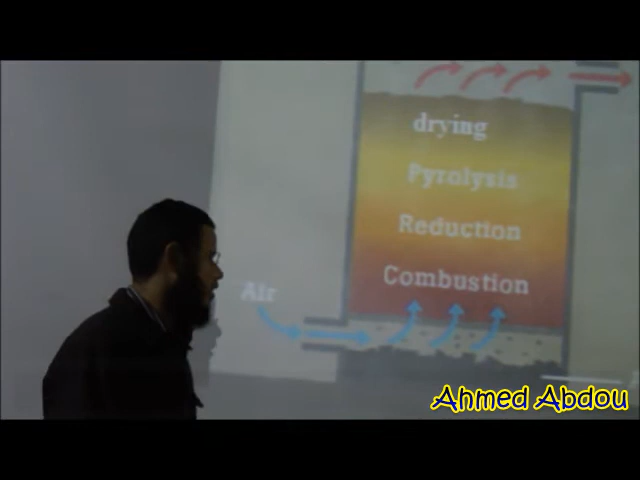 drying
Pyrolysis
Reduction
Combustion
Air
Ahmed Abdou